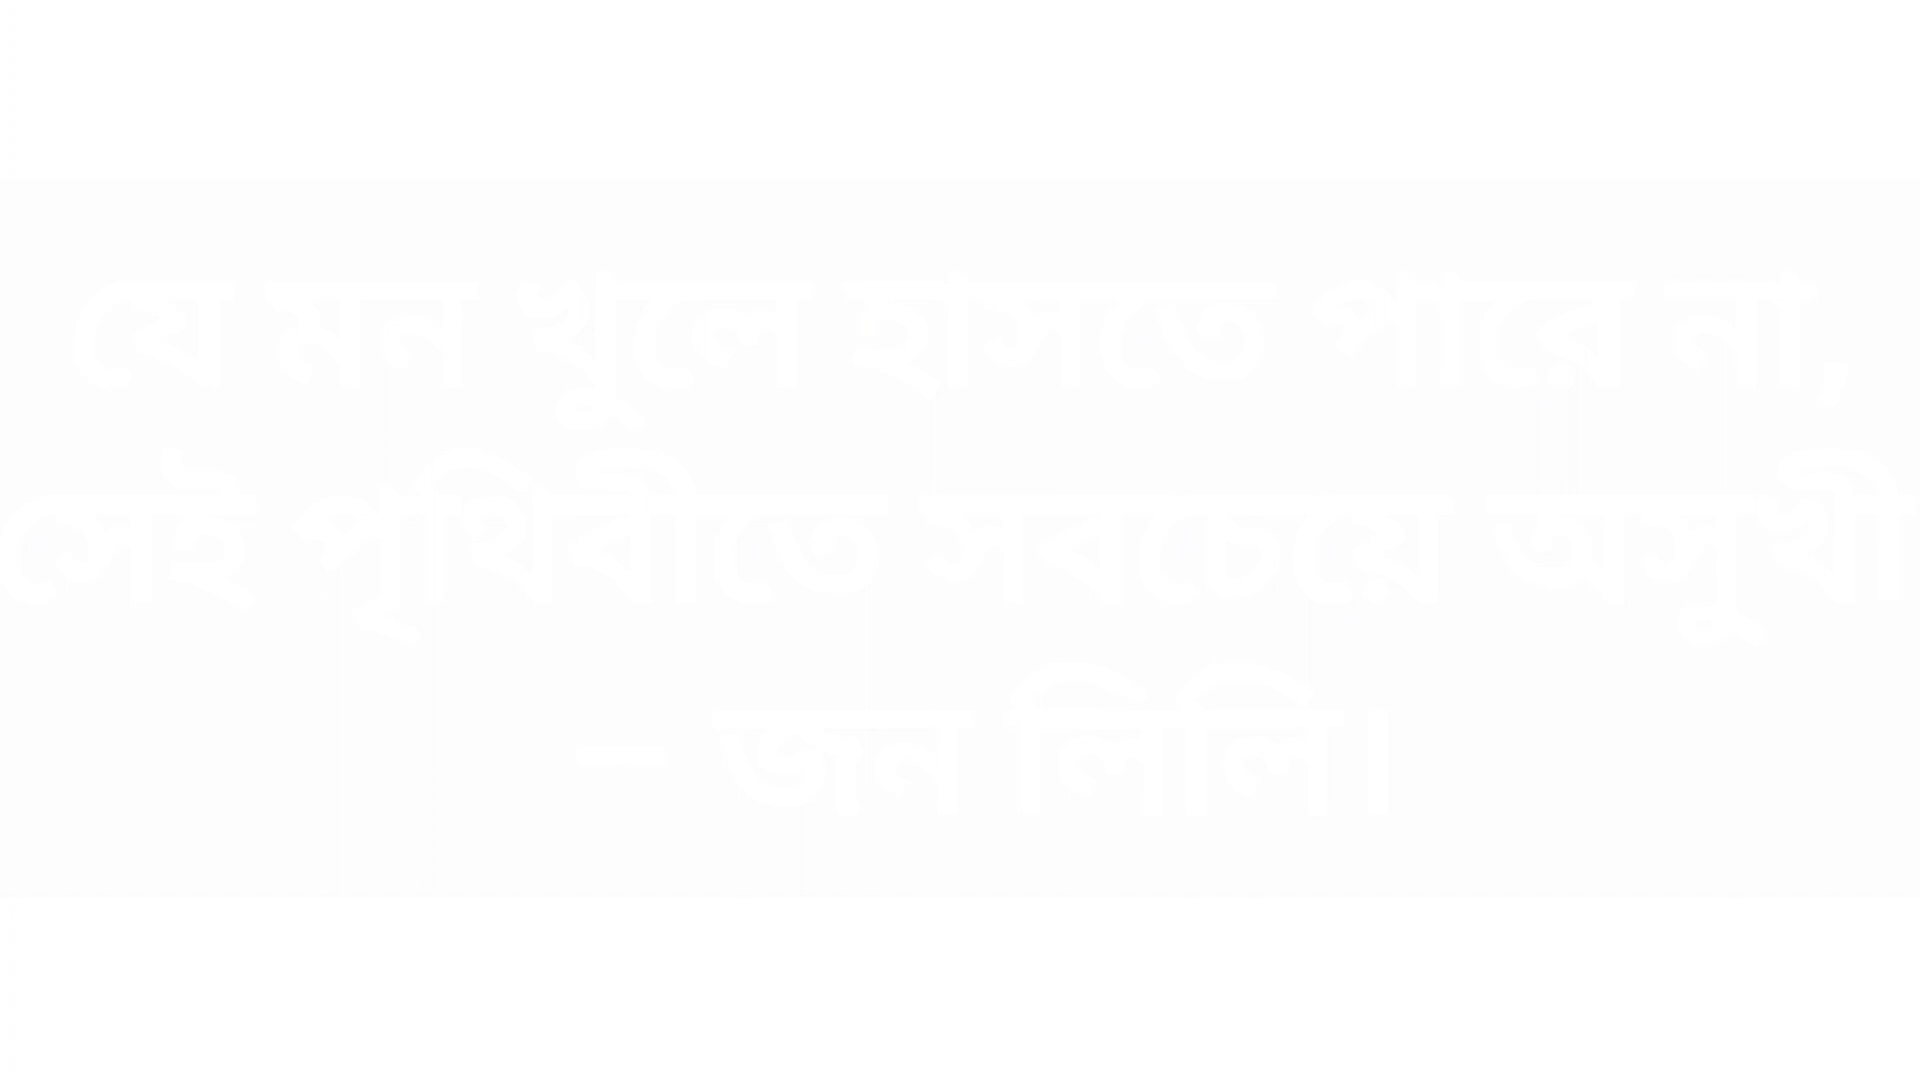 যে মন খুলে হাসতে পারে না,
সেই পৃথিবীতে সবচেয়ে অসুখী
– জন লিলি।